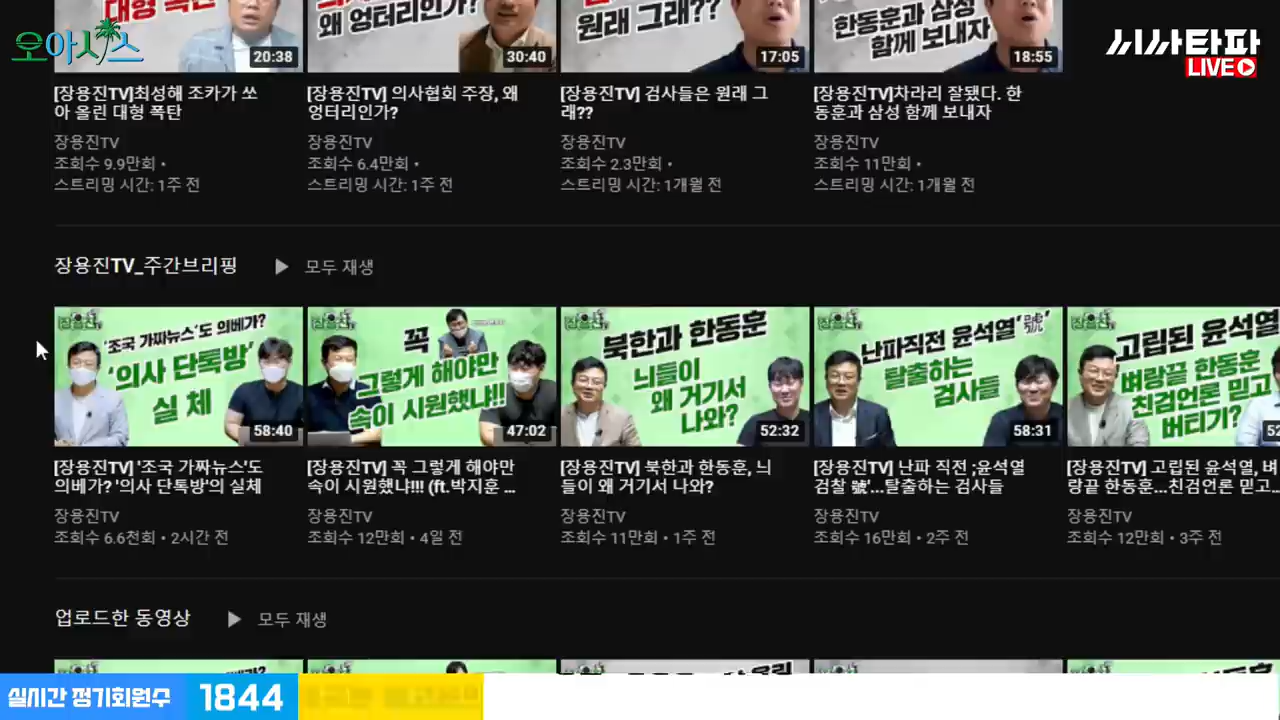 대형 폭탄
왜 엉터리인가?
원래 그래??
한동훈과 삼성
함께 보내자
오아시스
시사타파
LIVE
20:38
30:40
17:05
18:55
[장용진TV]최성해 조카가 쏘
아 올린 대형 폭탄
장용진TV
조회수 9.9만회 •
스트리밍 시간: 1주 전
[장용진TV] 의사협회 주장, 왜
엉터리인가?
장용진TV
조회수 6.4만회 •
스트리밍 시간: 1주 전
[장용진TV] 검사들은 원래 그
래??
장용진TV
조회수 2.3만회 •
스트리밍 시간: 1개월 전
[장용진TV]차라리 잘됐다. 한
동훈과 삼성 함께 보내자
장용진TV
조회수 11만회 •
스트리밍 시간: 1개월 전
장용진TV_주간브리핑
모두 재생
장용진TV
'조국 가짜뉴스'도 의베가?
'의사 단톡방'
실 체
58:40
장용진TV
꼭
그렇게 해야만
속이 시원했냐!!!
47:02
장용진TV
북한과 한동훈
늬들이
왜 거기서
나와?
52:32
장용진TV
난파직전 윤석열'號'
탈출하는
검사들
58:31
장용진TV
고립된 윤석열
벼랑끝 한동훈
친검언론 믿고
버티기?
52
[장용진TV] '조국 가짜뉴스'도
의베가? '의사 단톡방'의 실체
장용진TV
조회수 6.6천회 • 2시간 전
[장용진TV] 꼭 그렇게 해야만
속이 시원했냐!!! (ft.박지훈 ...
장용진TV
조회수 12만회 • 4일 전
[장용진TV] 북한과 한동훈, 늬
들이 왜 거기서 나와?
장용진TV
조회수 11만회 • 1주 전
[장용진TV] 난파 직전 ;윤석열
검찰 號'...탈출하는 검사들
장용진TV
조회수 16만회 • 2주 전
[장용진TV] 고립된 윤석열, 벼
랑끝 한동훈...친검언론 믿고...
장용진TV
조회수 12만회 • 3주 전
업로드한 동영상
모두 재생
실시간 정기회원수
1844